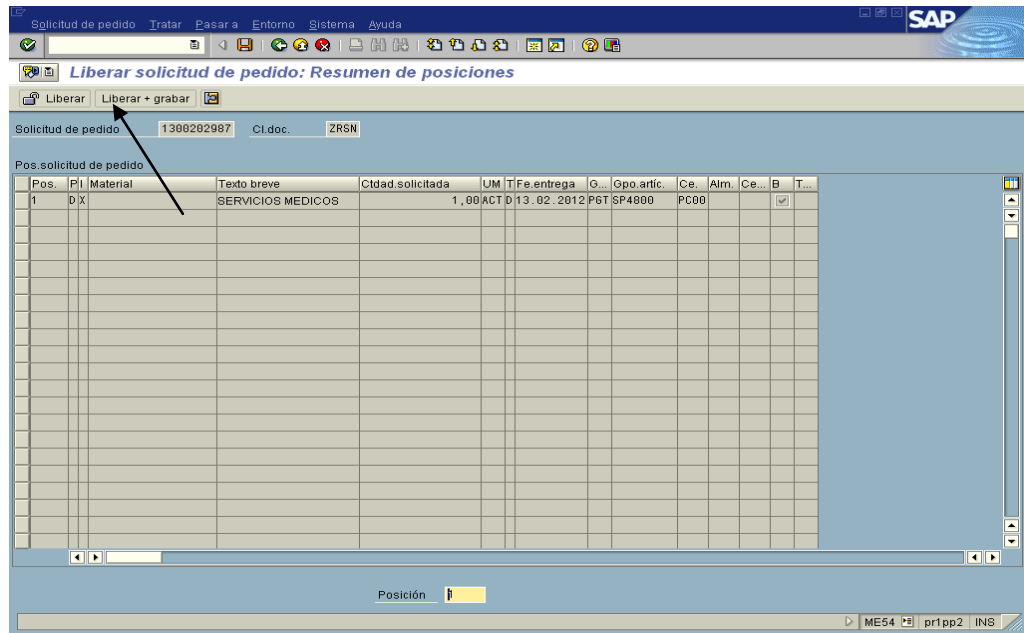 Solicitud de pedido Tratar Pasar a Entorno Sistema Ayuda
SAP
Liberar solicitud de pedido: Resumen de posiciones
Liberar Liberar + grabar
Solicitud de pedido 1300202987 Cl.doc. ZRSN
Pos.solicitud de pedido
Pos. P I Material Texto breve Ctdad.solicitada UM T Fe.entrega G... Gpo.artíc. Ce. Alm. Ce... B T...
1 D X SERVICIOS MEDICOS 1,00 ACT D 13.02.2012 PGT SP4800 PC00
Posición 1
ME54 pr1pp2 INS